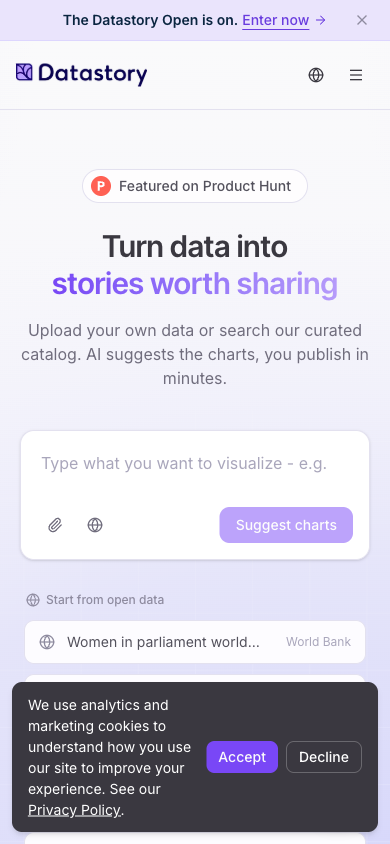 The Datastory Open is on. Enter now →
Datastory
Featured on Product Hunt
Turn data into
stories worth sharing
Upload your own data or search our curated
catalog. AI suggests the charts, you publish in
minutes.
Type what you want to visualize - e.g.
Suggest charts
Start from open data
Women in parliament world... World Bank
We use analytics and
marketing cookies to
understand how you use
our site to improve your
experience. See our
Privacy Policy.
Accept Decline